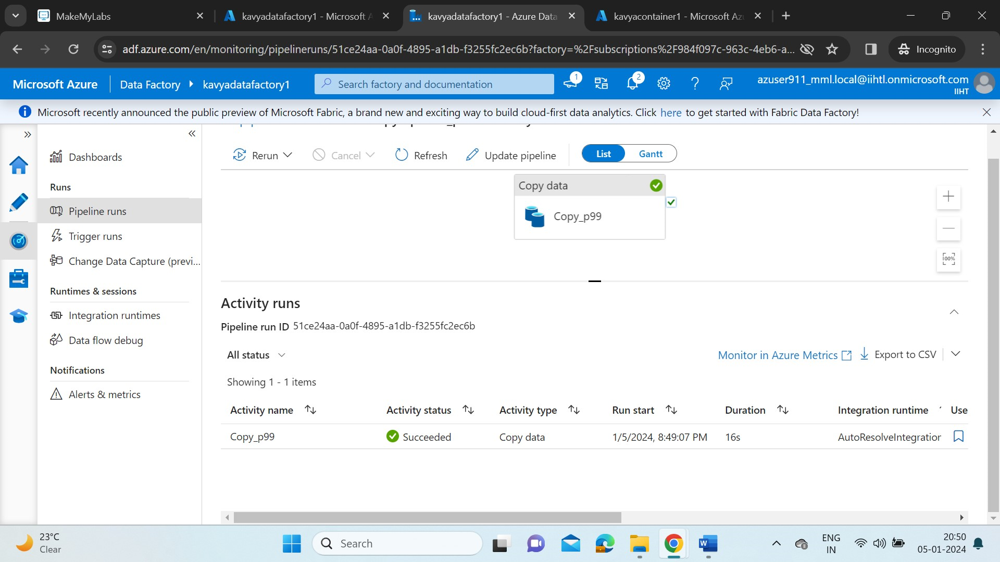 MakeMyLabs
kavyadatafactory1 - Microsoft A
kavyadatafactory1 - Azure Data
kavyacontainer1 - Microsoft Az
adf.azure.com/en/monitoring/pipelineruns/51ce24aa-0a0f-4895-a1db-f3255fc2ec6b?factory=%2Fsubscriptions%2F984f097c-963c-4eb6-a...
Incognito
Microsoft Azure
Data Factory
kavyadatafactory1
Search factory and documentation
1
2
azuser911_mml.local@iihtl.onmicrosoft.com
IIHT
Microsoft recently announced the public preview of Microsoft Fabric, a brand new and exciting way to build cloud-first data analytics. Click here to get started with Fabric Data Factory!
Dashboards
Runs
Pipeline runs
Trigger runs
Change Data Capture (previ...
Runtimes & sessions
Integration runtimes
Data flow debug
Notifications
Alerts & metrics
Rerun
Cancel
Refresh
Update pipeline
List
Gantt
Copy data
Copy_p99
100%
Activity runs
Pipeline run ID 51ce24aa-0a0f-4895-a1db-f3255fc2ec6b
All status
Monitor in Azure Metrics
Export to CSV
Showing 1 - 1 items
Activity name Activity status Activity type Run start Duration Integration runtime Use
Copy_p99 Succeeded Copy data 1/5/2024, 8:49:07 PM 16s AutoResolveIntegration
23°C
Clear
Search
ENG
IN
20:50
05-01-2024